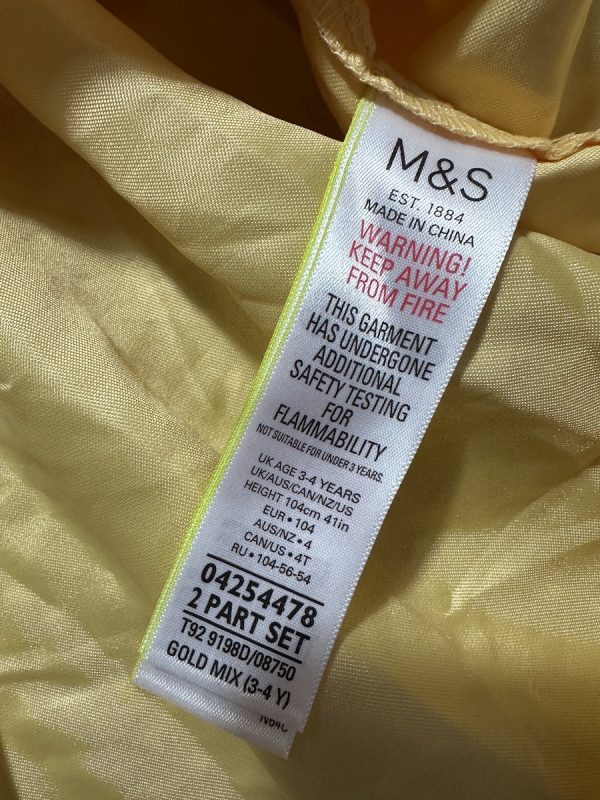 M&S
EST. 1884
MADE IN CHINA
WARNING!
KEEP AWAY
FROM FIRE
THIS GARMENT
HAS UNDERGONE
ADDITIONAL
SAFETY TESTING
FOR
FLAMMABILITY
NOT SUITABLE FOR UNDER 3 YEARS.
UK AGE 3-4 YEARS
UK/AUS/CAN/NZ/US
HEIGHT 104cm 41in
EUR • 104
AUS/NZ • 4
CAN/US • 4T
RU • 104-56-54
04254478
2 PART SET
T92 9198D/08750
GOLD MIX (3-4 Y)